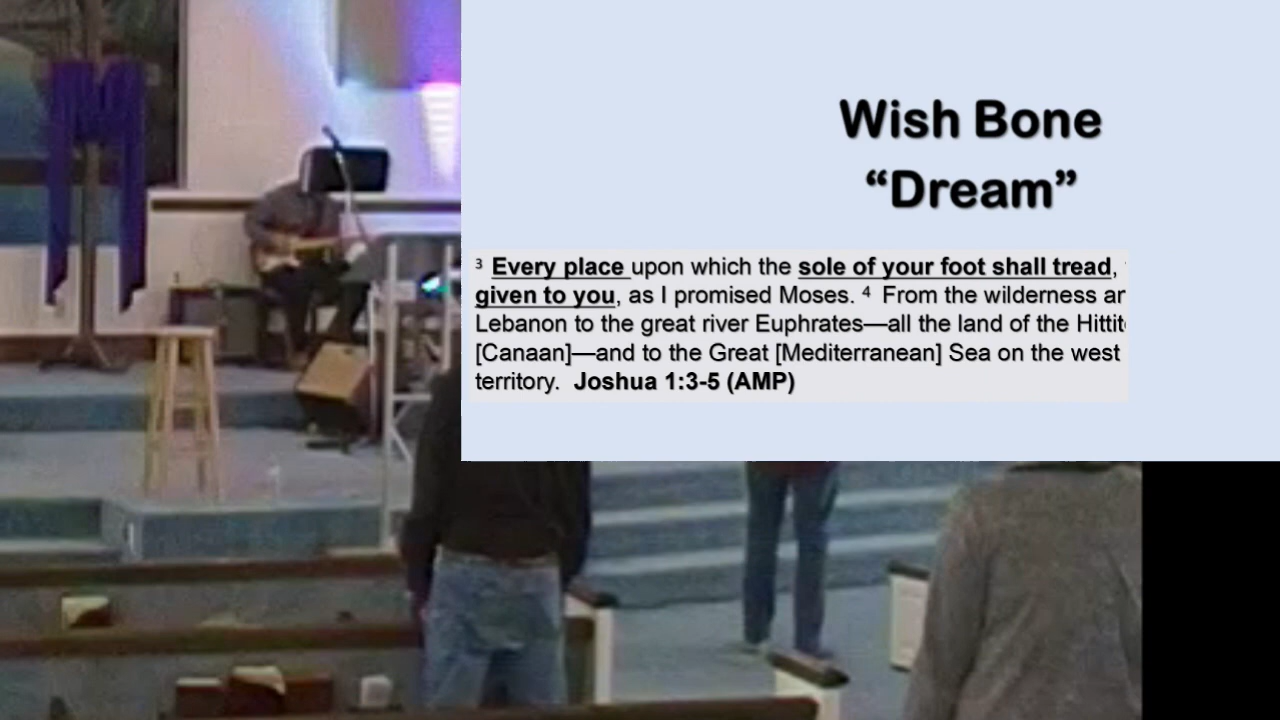 Wish Bone
“Dream”
³ Every place upon which the sole of your foot shall tread,
given to you, as I promised Moses. ⁴ From the wilderness
Lebanon to the great river Euphrates—all the land of the
[Canaan]—and to the Great [Mediterranean] Sea on the west
territory. Joshua 1:3-5 (AMP)